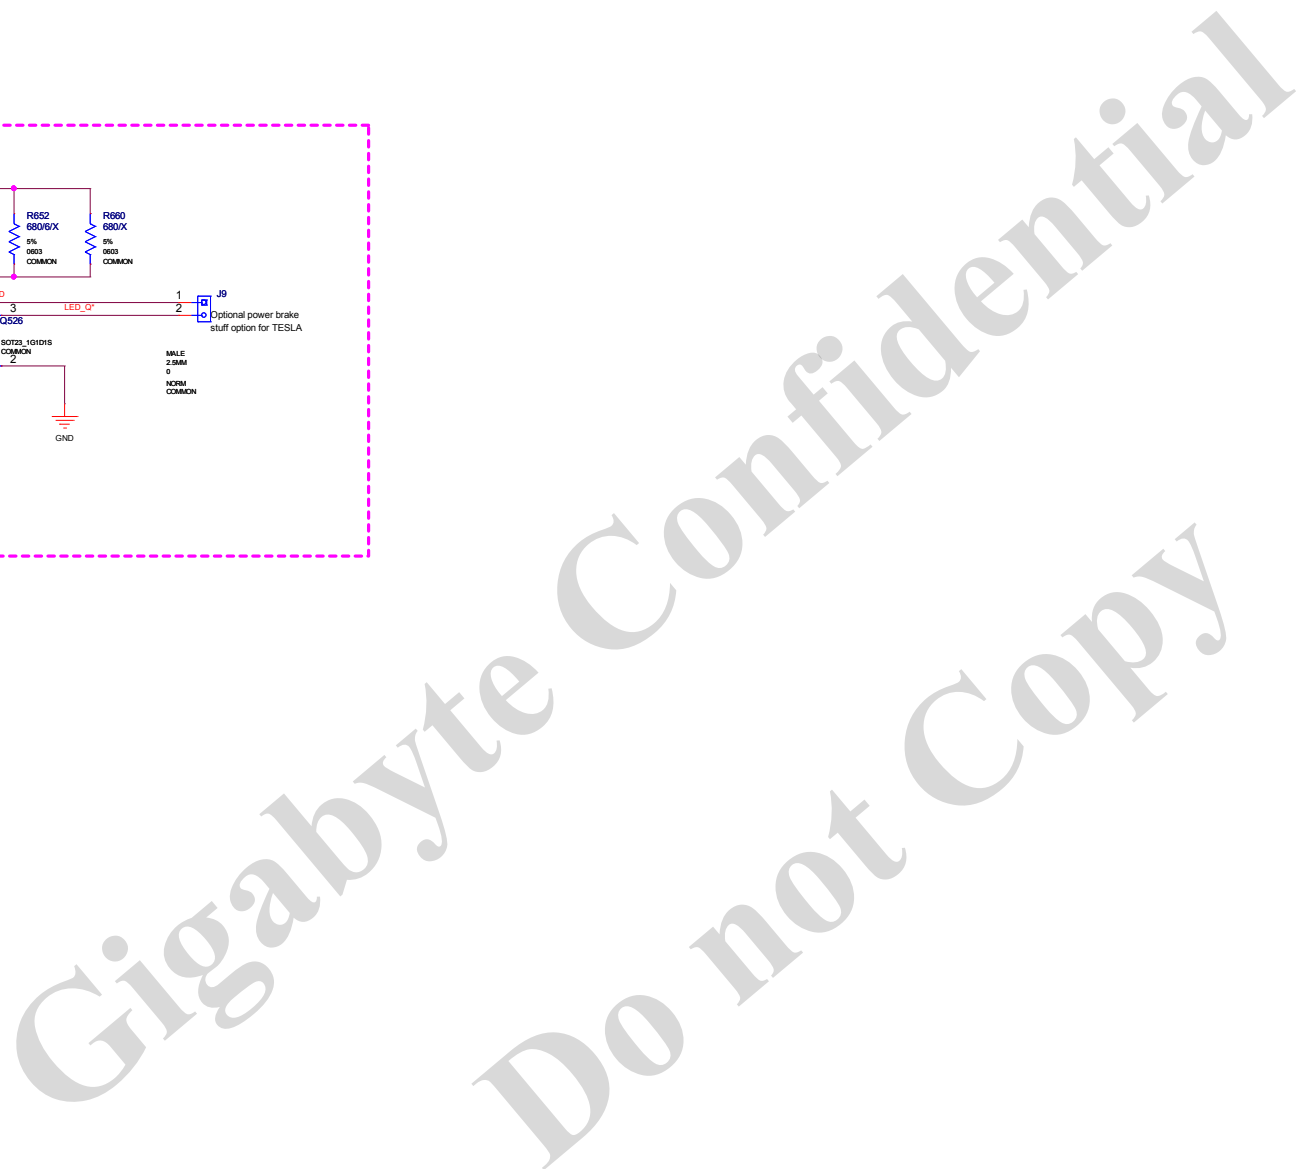 R652
680/6/X
5%
0603
COMMON
R660
680/X
5%
0603
COMMON
D
1
J9
3
LED_Q*
2
Q526
Optional power brake
stuff option for TESLA
SOT23_1G1D1S
COMMON
2
MALE
2.5MM
0
NORM
COMMON
GND
Gigabyte Confidential
Do not Copy